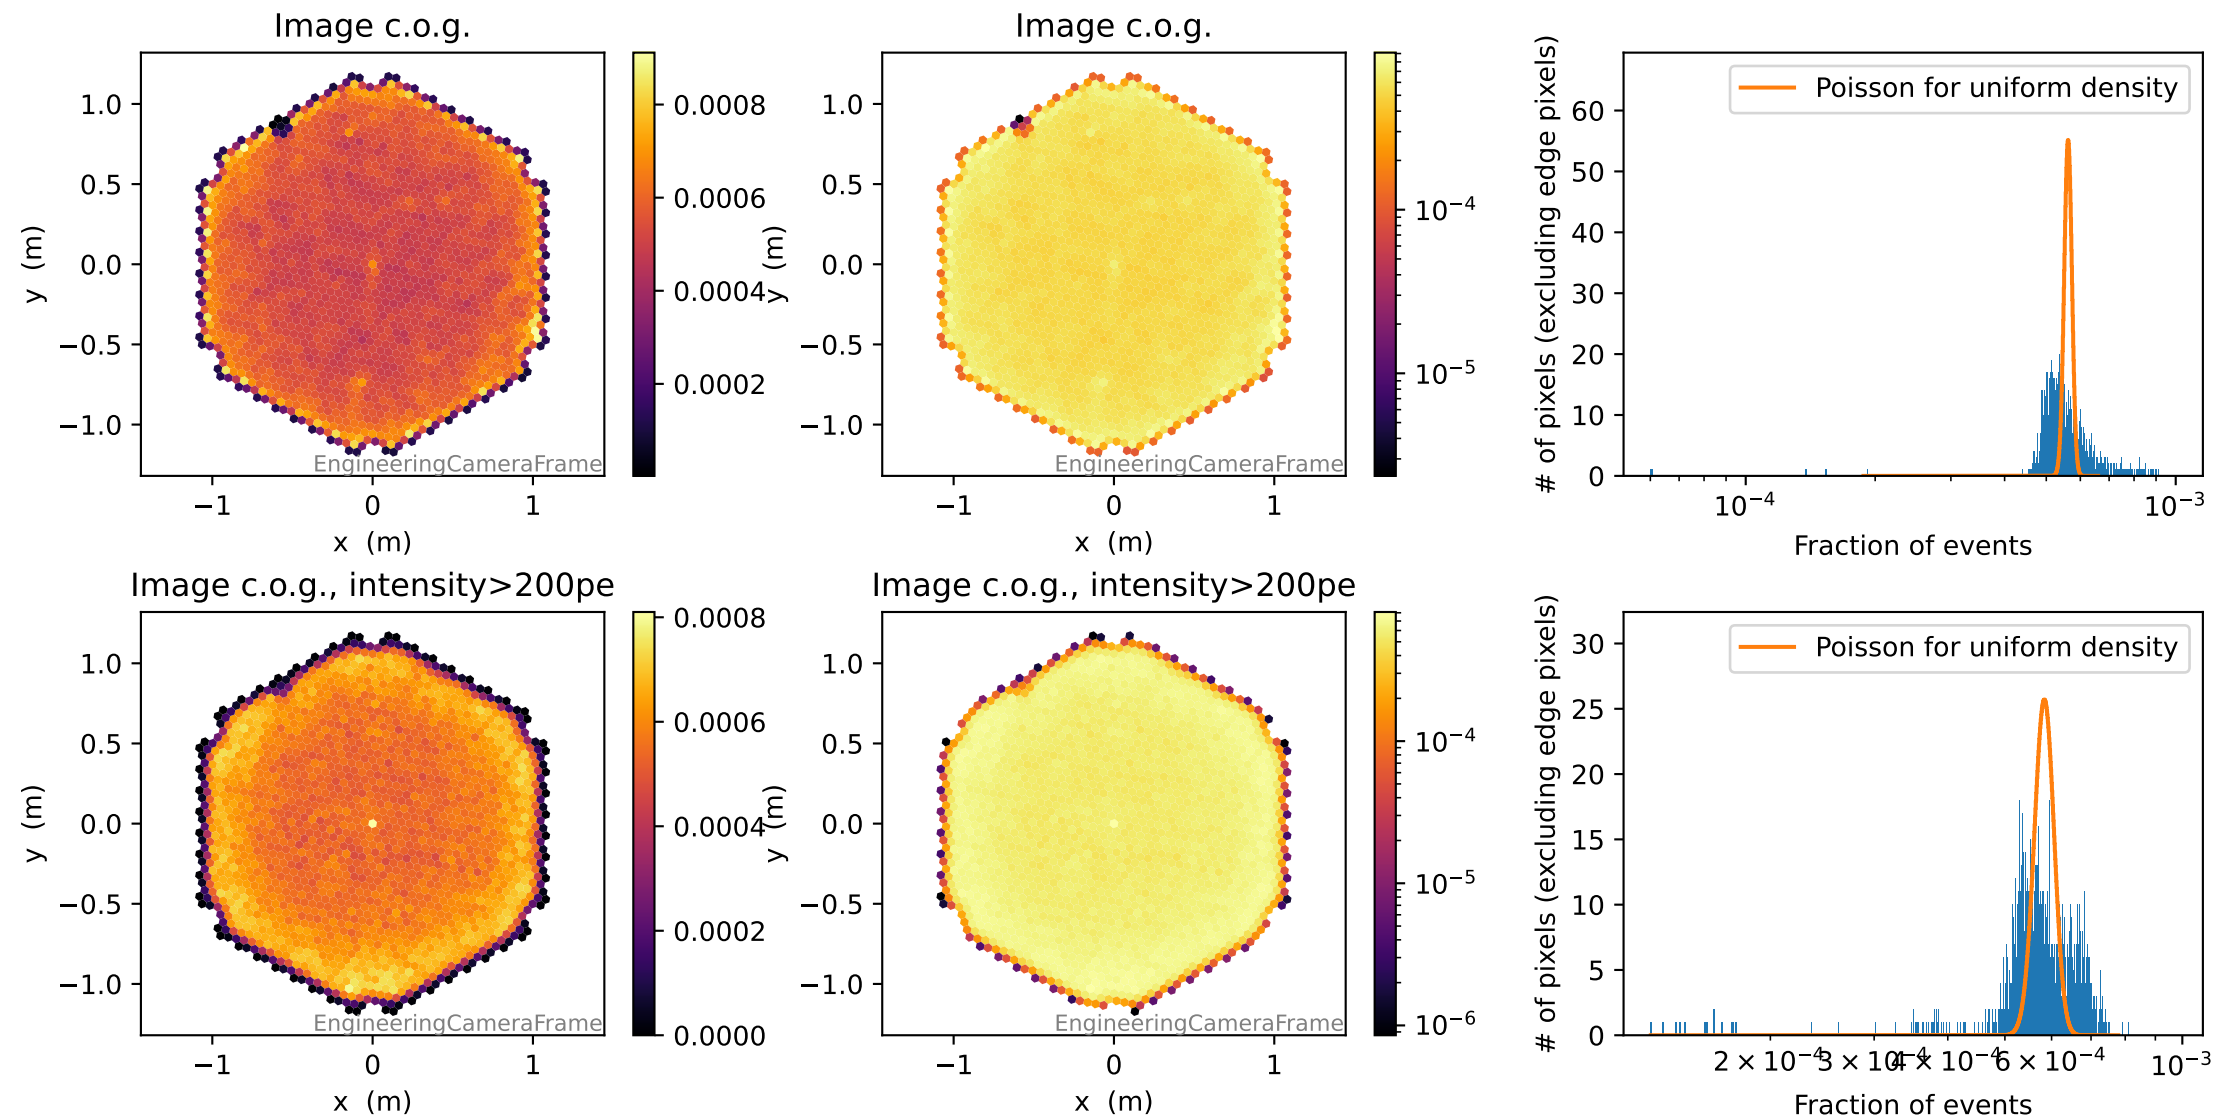 Image c.o.g.
1.0
0.5
0.0
−0.5
−1.0
y (m)
−1
0
1
x (m)
EngineeringCameraFrame
0.0008
0.0006
0.0004
0.0002
Image c.o.g.
1.0
0.5
0.0
−0.5
−1.0
y (m)
−1
0
1
x (m)
EngineeringCameraFrame
10⁻⁴
10⁻⁵
Poisson for uniform density
# of pixels (excluding edge pixels)
60
50
40
30
20
10
0
10⁻⁴
10⁻³
Fraction of events
Image c.o.g., intensity>200pe
1.0
0.5
0.0
−0.5
−1.0
y (m)
−1
0
1
x (m)
EngineeringCameraFrame
0.0008
0.0006
0.0004
0.0002
0.0000
Image c.o.g., intensity>200pe
1.0
0.5
0.0
−0.5
−1.0
y (m)
−1
0
1
x (m)
EngineeringCameraFrame
10⁻⁴
10⁻⁵
10⁻⁶
Poisson for uniform density
# of pixels (excluding edge pixels)
30
25
20
15
10
5
0
2 × 10⁻⁴
3 × 10⁻⁴
4 × 10⁻⁴
6 × 10⁻⁴
10⁻³
Fraction of events